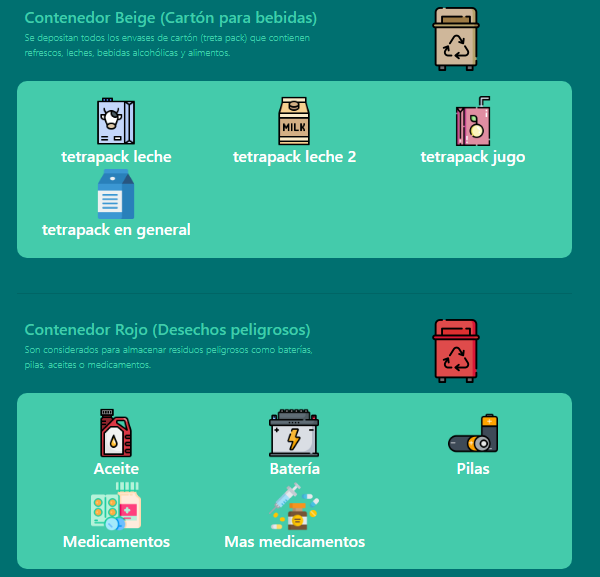 Contenedor Beige (Cartón para bebidas)
Se depositan todos los envases de cartón (treta pack) que contienen
refrescos, leches, bebidas alcohólicas y alimentos.
MILK
tetrapack leche
tetrapack leche 2
tetrapack jugo
tetrapack en general
Contenedor Rojo (Desechos peligrosos)
Son considerados para almacenar residuos peligrosos como baterías,
pilas, aceites o medicamentos.
Aceite
Batería
Pilas
Medicamentos
Mas medicamentos